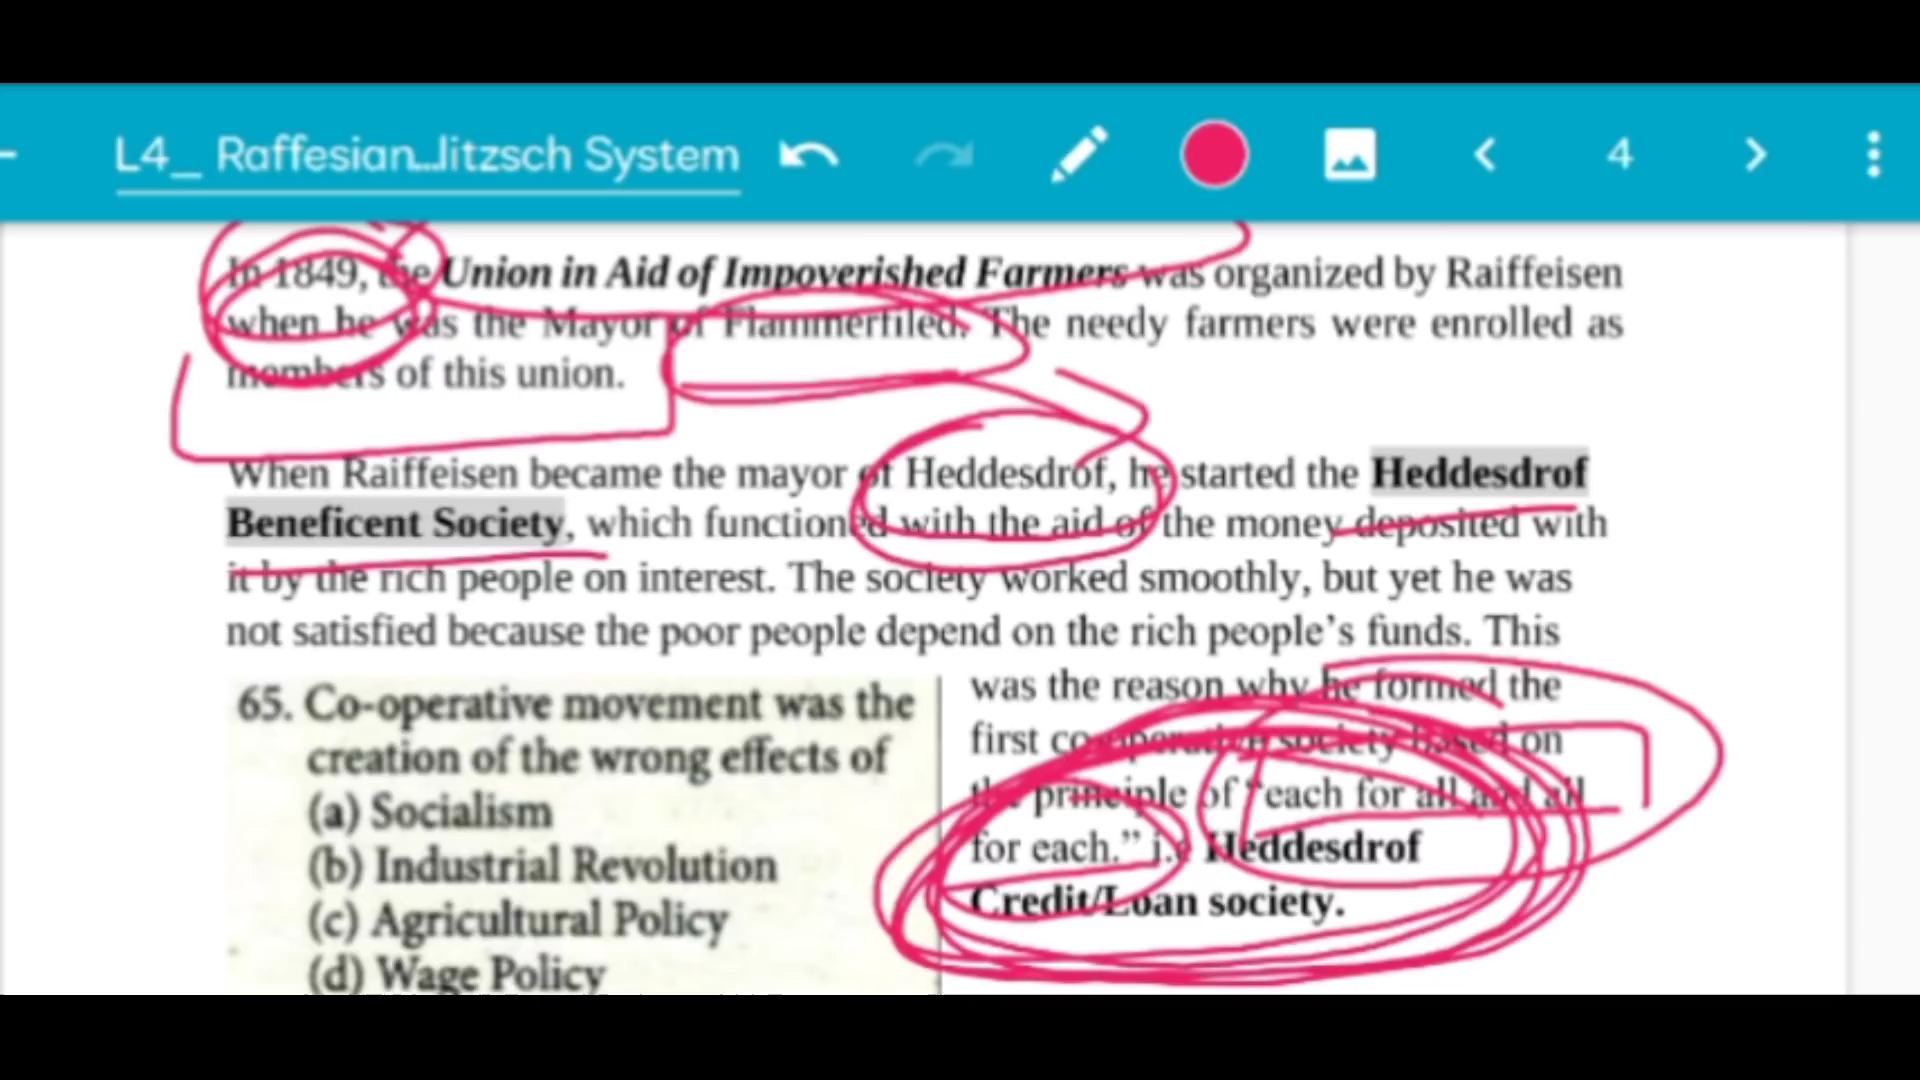 L4_ Raffesian...litzsch System
4
In 1849, the Union in Aid of Impoverished Farmers was organized by Raiffeisen
when he was the Mayor of Flammerfiled. The needy farmers were enrolled as
members of this union.
When Raiffeisen became the mayor of Heddesdrof, he started the Heddesdrof
Beneficent Society, which functioned with the aid of the money deposited with
it by the rich people on interest. The society worked smoothly, but yet he was
not satisfied because the poor people depend on the rich people's funds. This
was the reason why he formed the
first co-operative society based on
the principle of "each for all and all
for each." i.e Heddesdrof
Credit/Loan society.
65. Co-operative movement was the
creation of the wrong effects of
(a) Socialism
(b) Industrial Revolution
(c) Agricultural Policy
(d) Wage Policy